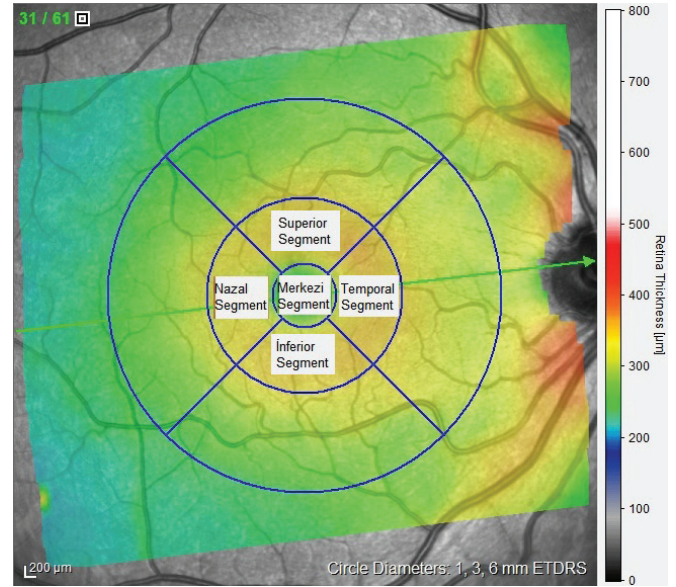 31 / 61
Superior
Segment
Nazal
Segment
Merkezi
Segment
Temporal
Segment
İnferior
Segment
200 µm
Circle Diameters: 1, 3, 6 mm ETDRS
800
700
600
500
400
300
200
100
0
Retina Thickness [µm]